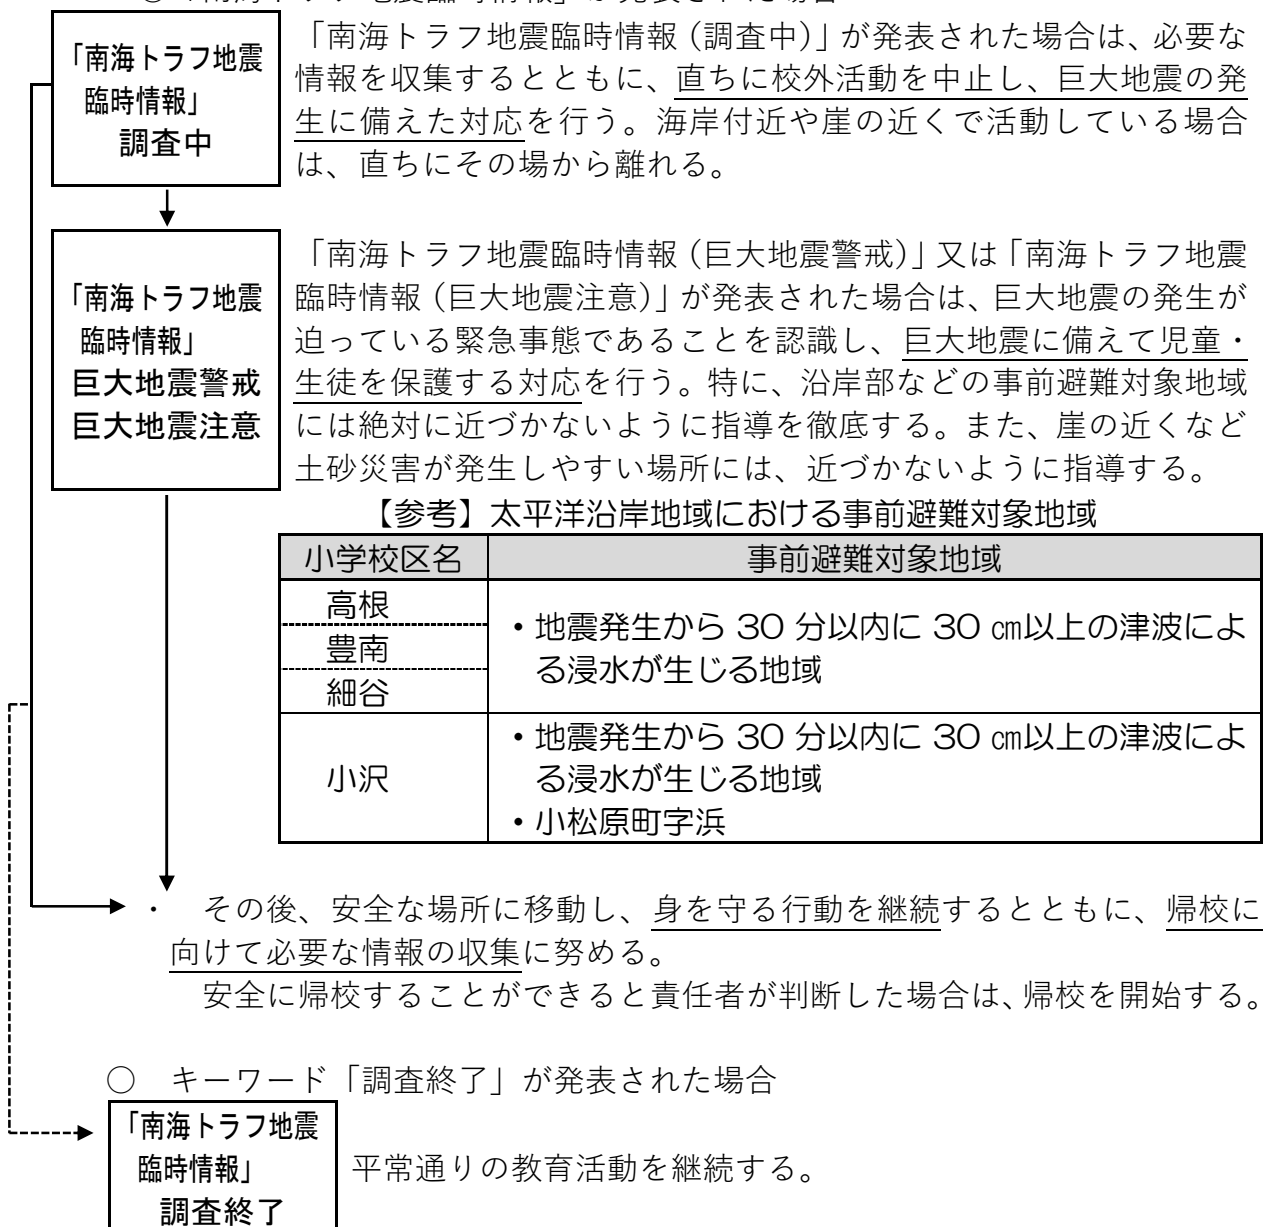 「南海トラフ地震
臨時情報」
調査中
「南海トラフ地震臨時情報（調査中）」が発表された場合は、必要な
情報を収集するとともに、直ちに校外活動を中止し、巨大地震の発
生に備えた対応を行う。海岸付近や崖の近くで活動している場合
は、直ちにその場から離れる。
「南海トラフ地震
臨時情報」
巨大地震警戒
巨大地震注意
「南海トラフ地震臨時情報（巨大地震警戒）」又は「南海トラフ地震
臨時情報（巨大地震注意）」が発表された場合は、巨大地震の発生が
迫っている緊急事態であることを認識し、巨大地震に備えて児童・
生徒を保護する対応を行う。特に、沿岸部などの事前避難対象地域
には絶対に近づかないように指導を徹底する。また、崖の近くなど
土砂災害が発生しやすい場所には、近づかないように指導する。
【参考】太平洋沿岸地域における事前避難対象地域
小学校区名 事前避難対象地域
高根
豊南
細谷
・地震発生から 30 分以内に 30 ㎝以上の津波によ
る浸水が生じる地域
小沢
・地震発生から 30 分以内に 30 ㎝以上の津波によ
る浸水が生じる地域
・小松原町字浜
・ その後、安全な場所に移動し、身を守る行動を継続するとともに、帰校に
向けて必要な情報の収集に努める。
安全に帰校することができると責任者が判断した場合は、帰校を開始する。
○ キーワード「調査終了」が発表された場合
「南海トラフ地震
臨時情報」
調査終了
平常通りの教育活動を継続する。